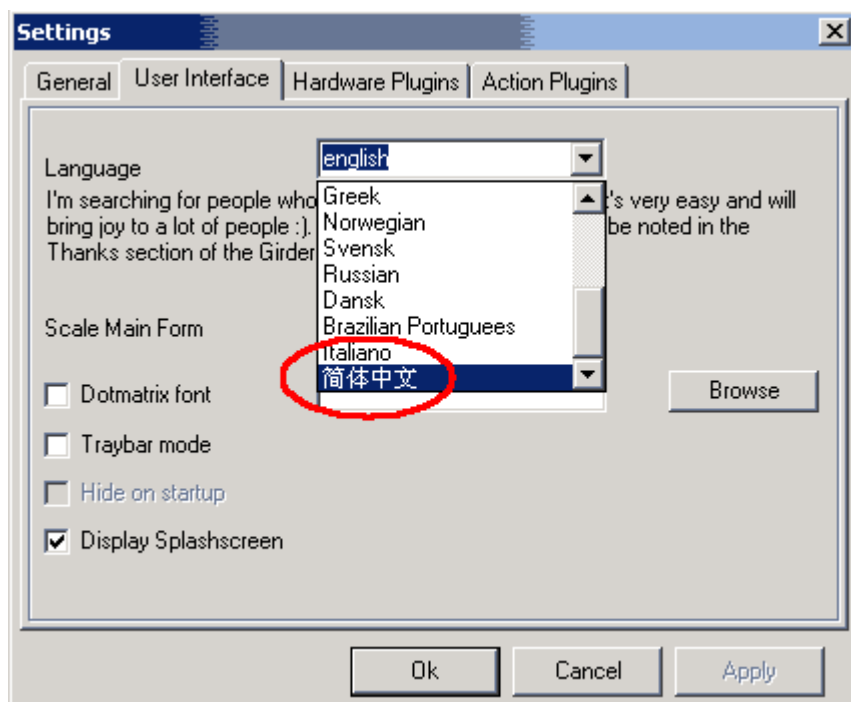 Settings
General User Interface Hardware Plugins Action Plugins
Language
english
I'm searching for people who 's very easy and will
bring joy to a lot of people :). be noted in the
Thanks section of the Girder
Greek
Norwegian
Svensk
Russian
Dansk
Brazilian Portuguees
Italiano
简体中文
Scale Main Form
Dotmatrix font
Browse
Traybar mode
Hide on startup
Display Splashscreen
Ok Cancel Apply